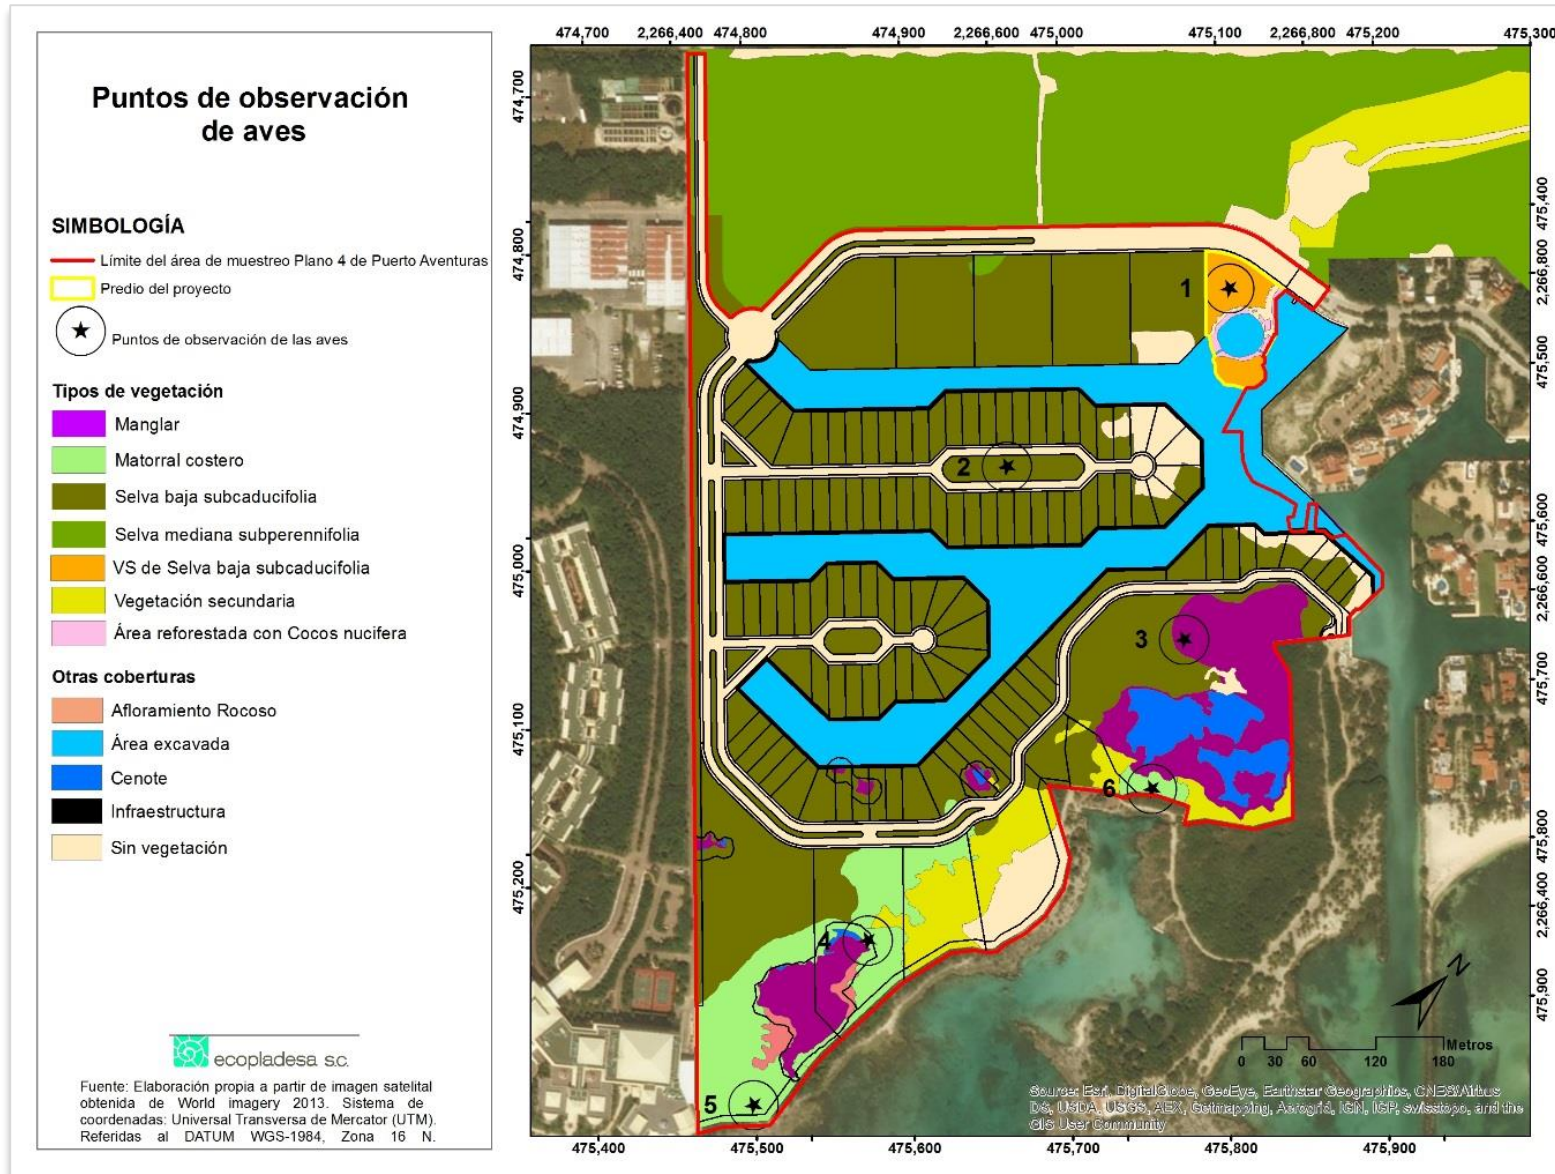 Puntos de observación
de aves
SIMBOLOGÍA
Límite del área de muestreo Plano 4 de Puerto Aventuras
Predio del proyecto
Puntos de observación de las aves
Tipos de vegetación
Manglar
Matorral costero
Selva baja subcaducifolia
Selva mediana subperennifolia
VS de Selva baja subcaducifolia
Vegetación secundaria
Área reforestada con Cocos nucifera
Otras coberturas
Afloramiento Rocoso
Área excavada
Cenote
Infraestructura
Sin vegetación
ecopladesa s.c.
Fuente: Elaboración propia a partir de imagen satelital
obtenida de World imagery 2013. Sistema de
coordenadas: Universal Transversa de Mercator (UTM).
Referidas al DATUM WGS-1984, Zona 16 N.
474,700 2,266,400 474,800 474,900 2,266,600 475,000 475,100 2,266,800 475,200 475,300
474,700
474,800
474,900
475,000
475,100
475,200
1
2
3
6
4
5
475,400
2,266,800
475,500
475,600
2,266,600
475,700
475,800
2,266,400
475,900
N
Metros
0 30 60 120 180
Source: Esri, DigitalGlobe, GeoEye, Earthstar Geographics, CNES/Airbus
DS, USDA, USGS, AEX, Getmapping, Aerogrid, IGN, IGP, swisstopo, and the
GIS User Community
475,400 475,500 475,600 475,700 475,800 475,900